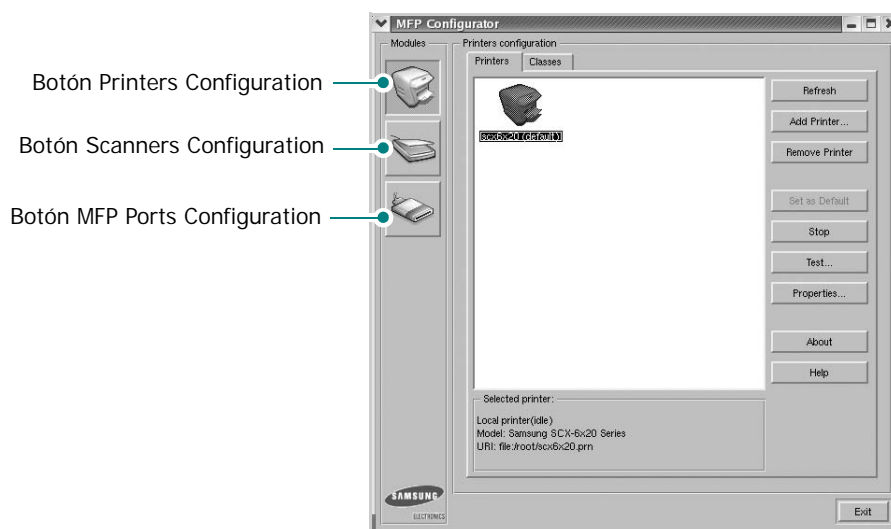 MFP Configurator
Modules
Printers configuration
Printers
Classes
Botón Printers Configuration
Botón Scanners Configuration
Botón MFP Ports Configuration
scx6x20 (default)
Refresh
Add Printer...
Remove Printer
Set as Default
Stop
Test...
Properties...
About
Help
Selected printer:
Local printer(idle)
Model: Samsung SCX-6x20 Series
URI: file:/root/scx6x20.prn
SAMSUNG
ELECTRONICS
Exit